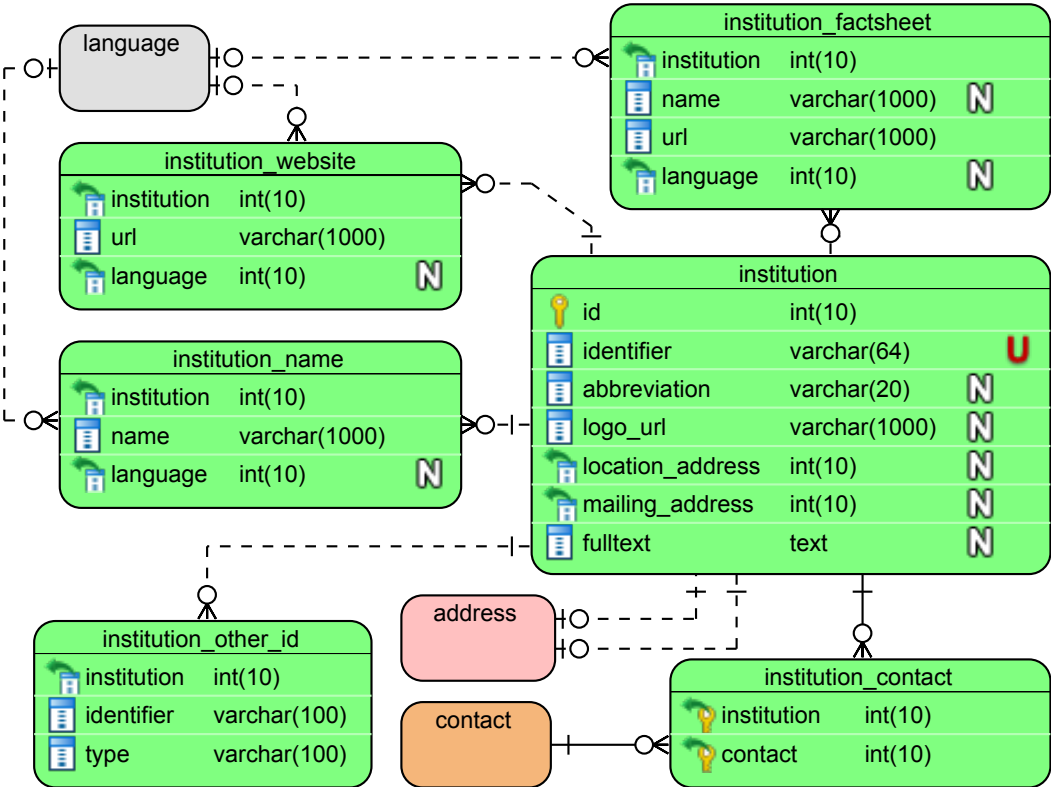 language
institution_factsheet
institution int(10)
name varchar(1000) N
url varchar(1000)
language int(10) N
institution_website
institution int(10)
url varchar(1000)
language int(10) N
institution
id int(10)
identifier varchar(64) U
abbreviation varchar(20) N
logo_url varchar(1000) N
location_address int(10) N
mailing_address int(10) N
fulltext text N
institution_name
institution int(10)
name varchar(1000)
language int(10) N
institution_other_id
institution int(10)
identifier varchar(100)
type varchar(100)
address
contact
institution_contact
institution int(10)
contact int(10)